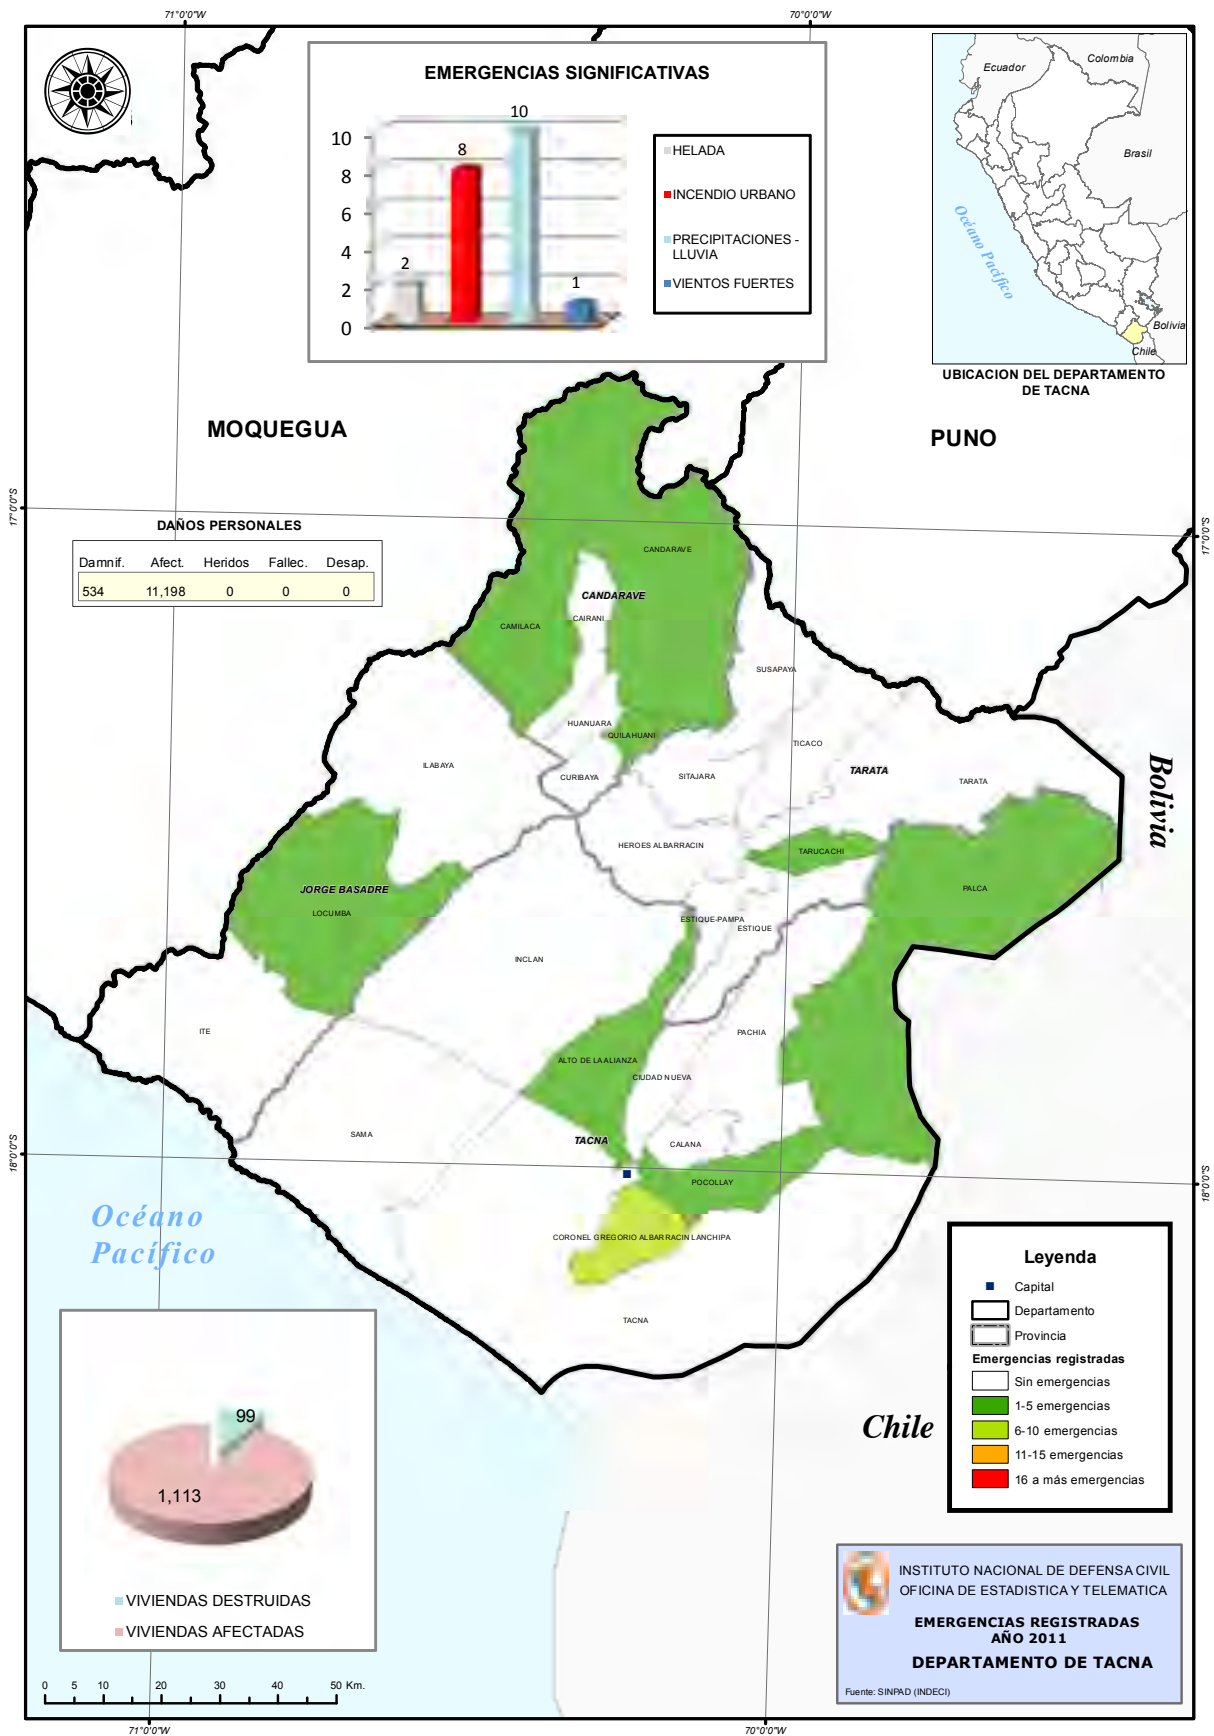 71°0'0"W
70°0'0"W
EMERGENCIAS SIGNIFICATIVAS
10
8
6
4
2
0
2
8
10
1
HELADA
INCENDIO URBANO
PRECIPITACIONES -
LLUVIA
VIENTOS FUERTES
Ecuador
Colombia
Brasil
Océano Pacífico
Bolivia
Chile
UBICACION DEL DEPARTAMENTO
DE TACNA
MOQUEGUA
PUNO
17°0'0"S
17°0'0"S
DAÑOS PERSONALES
Damnif. Afect. Heridos Fallec. Desap.
534 11,198 0 0 0
CANDARAVE
CANDARAVE
CAIRANI
CAMILACA
SUSAPAYA
HUANUARA
QUILAHUANI
TICACO
ILABAYA
CURIBAYA
SITAJARA
TARATA
TARATA
Bolivia
HEROES ALBARRACIN
TARUCACHI
JORGE BASADRE
LOCUMBA
PALCA
ESTIQUE-PAMPA
ESTIQUE
INCLAN
ITE
PACHIA
ALTO DE LA ALIANZA
CIUDAD NUEVA
SAMA
TACNA
CALANA
18°0'0"S
18°0'0"S
POCOLLAY
Océano
Pacífico
CORONEL GREGORIO ALBARRACIN LANCHIPA
TACNA
Chile
Leyenda
Capital
Departamento
Provincia
Emergencias registradas
Sin emergencias
1-5 emergencias
6-10 emergencias
11-15 emergencias
16 a más emergencias
99
1,113
VIVIENDAS DESTRUIDAS
VIVIENDAS AFECTADAS
INSTITUTO NACIONAL DE DEFENSA CIVIL
OFICINA DE ESTADISTICA Y TELEMATICA
EMERGENCIAS REGISTRADAS
AÑO 2011
DEPARTAMENTO DE TACNA
Fuente: SINPAD (INDECI)
0 5 10 20 30 40 50 Km.
71°0'0"W
70°0'0"W